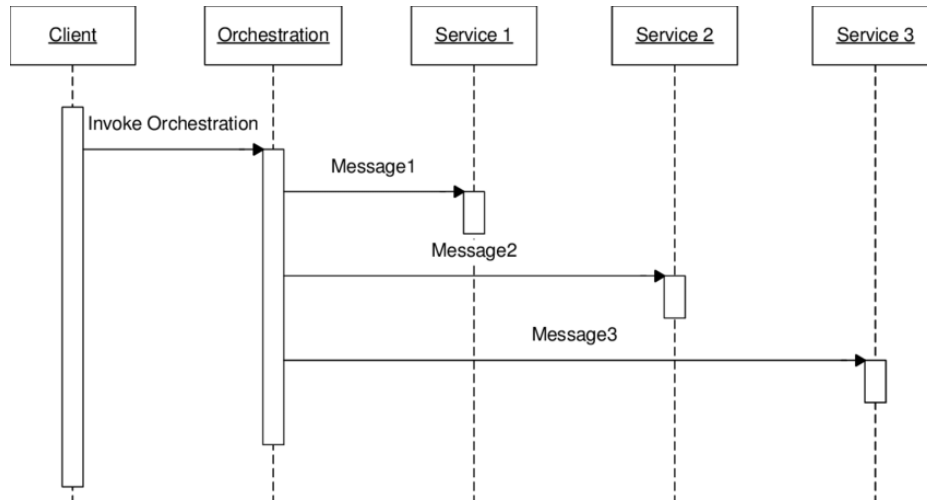 Client
Orchestration
Service 1
Service 2
Service 3
Invoke Orchestration
Message1
Message2
Message3